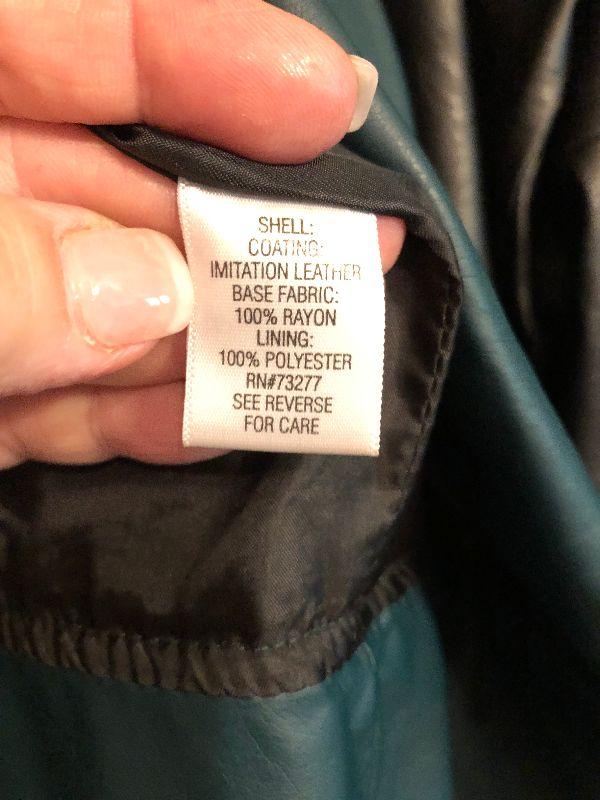 SHELL:
COATING:
IMITATION LEATHER
BASE FABRIC:
100% RAYON
LINING:
100% POLYESTER
RN#73277
SEE REVERSE
FOR CARE